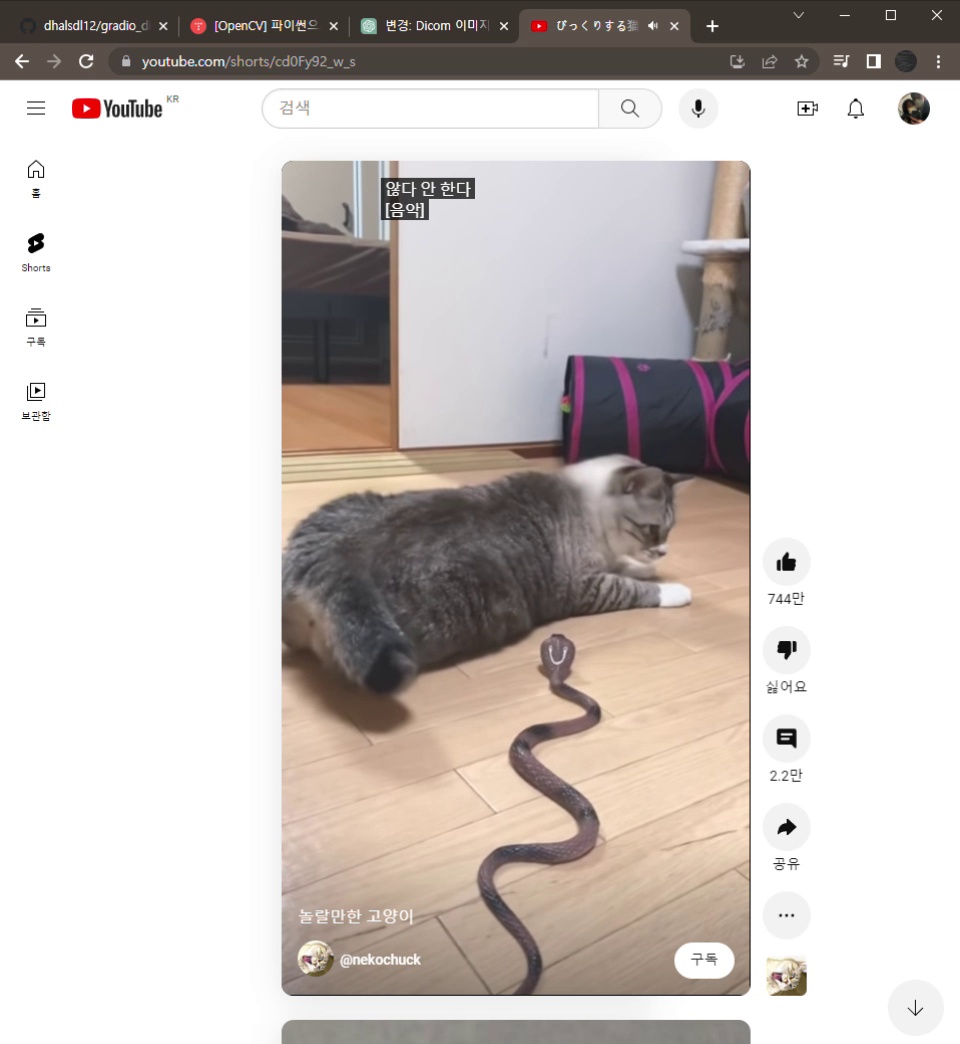 dhalsdl12/gradio_di
[OpenCV] 파이썬으
변경: Dicom 이미지
びっくりする猫
youtube.com/shorts/cd0Fy92_w_s
YouTube KR
검색
홈
Shorts
구독
보관함
않다 안 한다
[음악]
744만
싫어요
2.2만
공유
놀랄만한 고양이
@nekochuck
구독